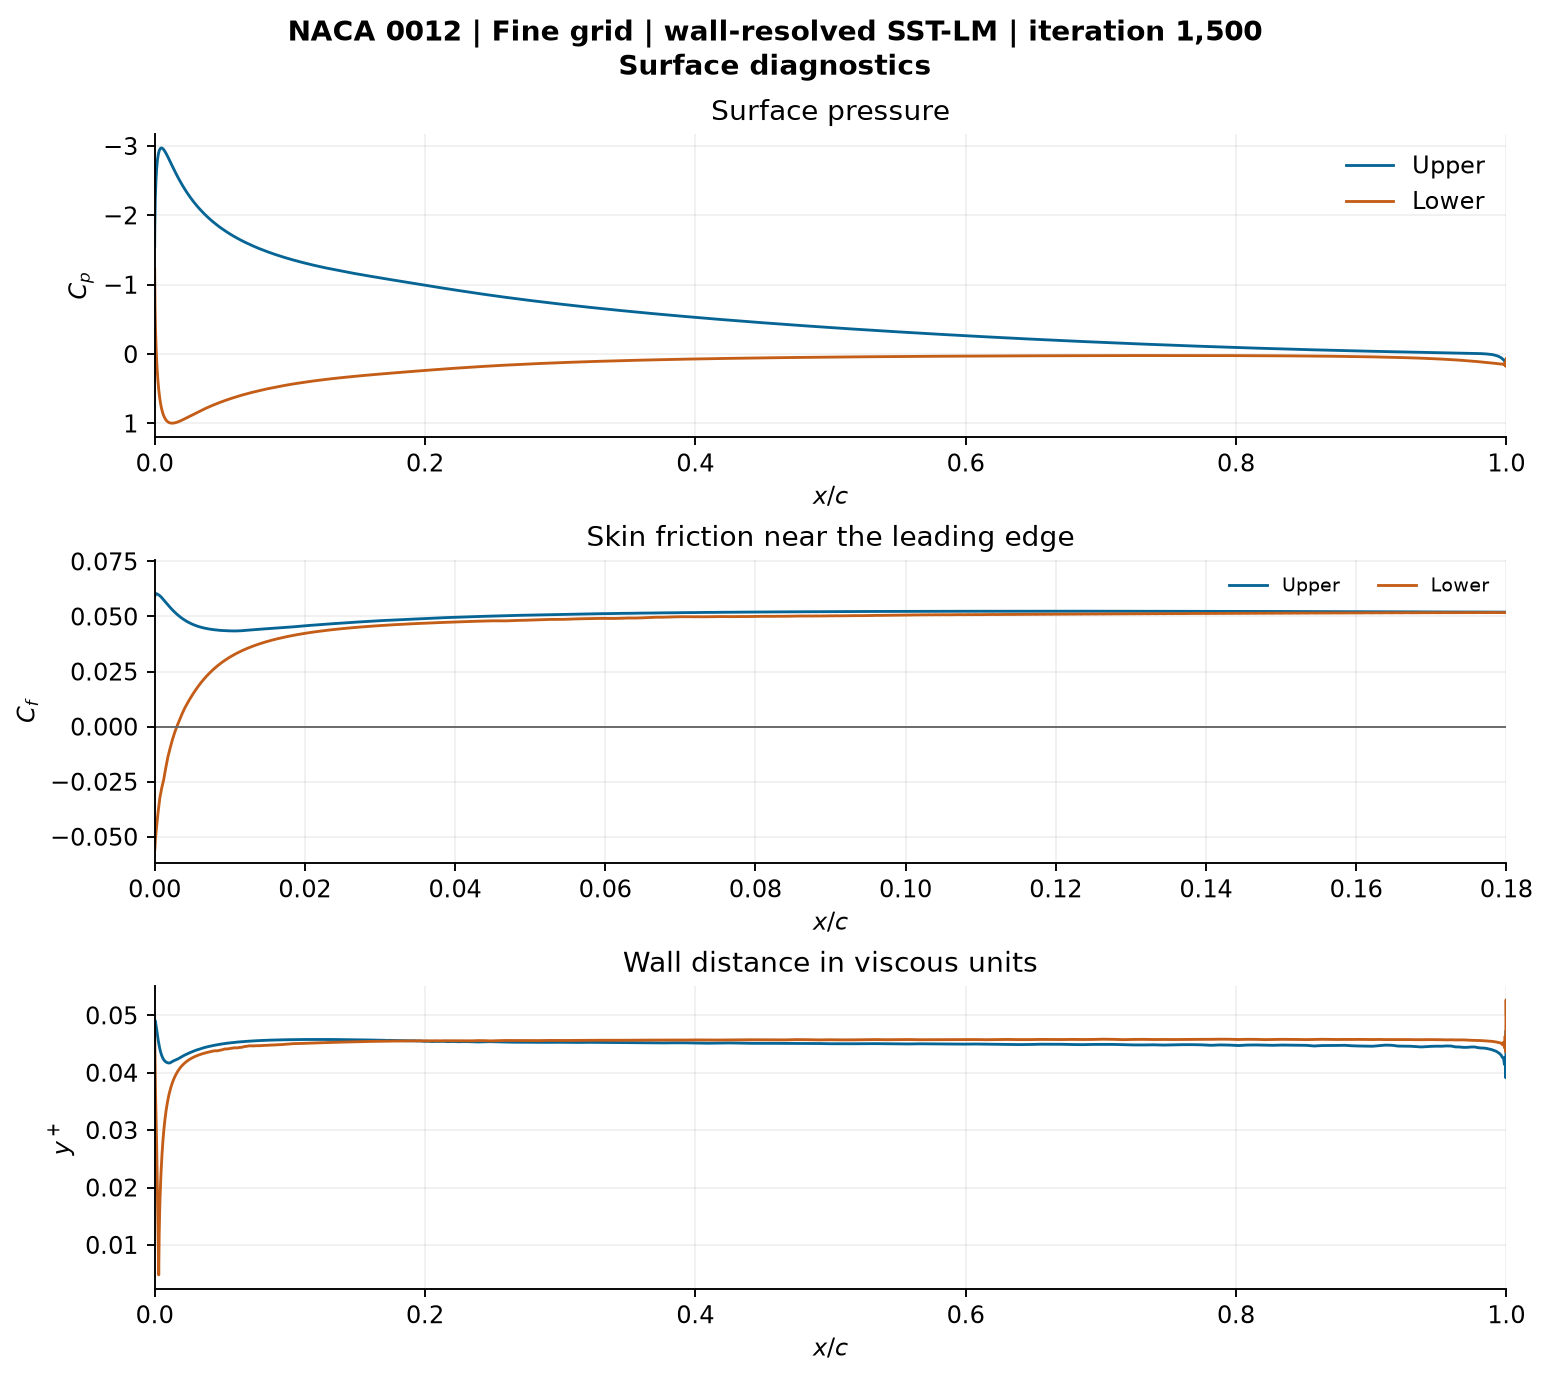 NACA 0012 | Fine grid | wall-resolved SST-LM | iteration 1,500
Surface diagnostics
Surface pressure
−3
−2
−1
0
1
Cp
Upper
Lower
0.0 0.2 0.4 0.6 0.8 1.0
x/c
Skin friction near the leading edge
0.075
0.050
0.025
0.000
−0.025
−0.050
Cf
Upper Lower
0.00 0.02 0.04 0.06 0.08 0.10 0.12 0.14 0.16 0.18
x/c
Wall distance in viscous units
0.05
0.04
0.03
0.02
0.01
y+
0.0 0.2 0.4 0.6 0.8 1.0
x/c